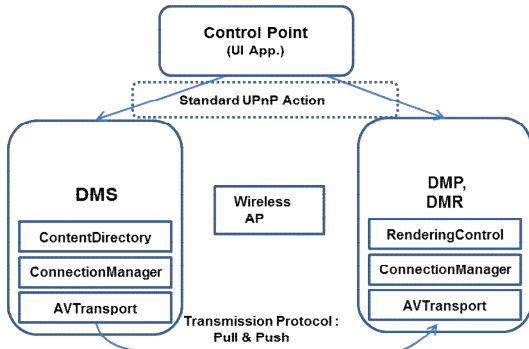 Control Point
(UI App.)
Standard UPnP Action
DMS
ContentDirectory
ConnectionManager
AVTransport
Wireless
AP
DMP,
DMR
RenderingControl
ConnectionManager
AVTransport
Transmission Protocol :
Pull & Push